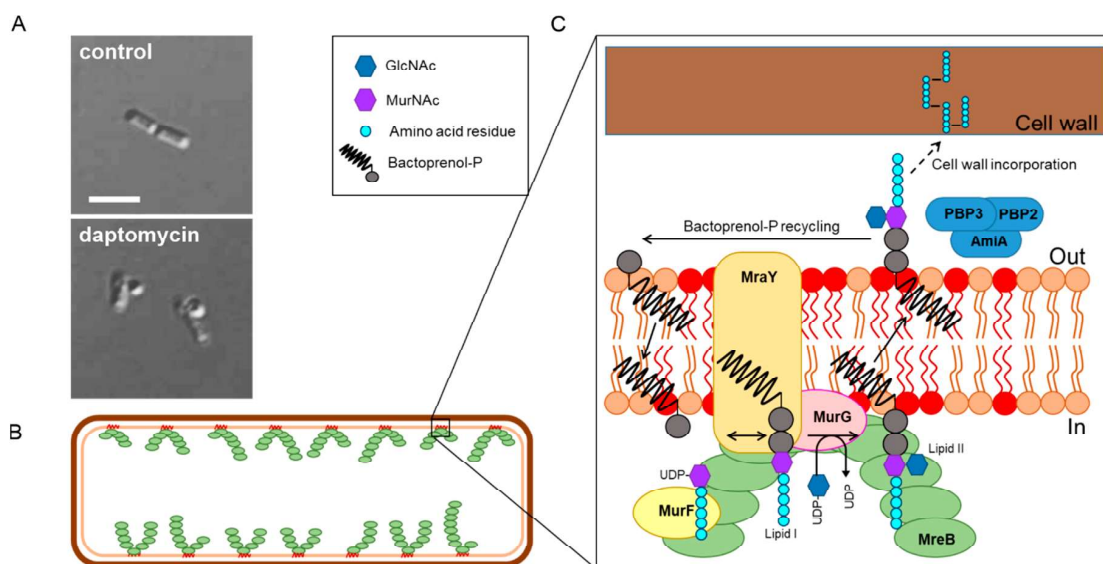 A
control
daptomycin
GlcNAc
MurNAc
Amino acid residue
Bactoprenol-P
B
C
Cell wall
Cell wall incorporation
PBP3
PBP2
AmiA
Bactoprenol-P recycling
Out
MraY
MurG
In
UDP-
Lipid II
MurF
Lipid I
UDP-
UDP
MreB